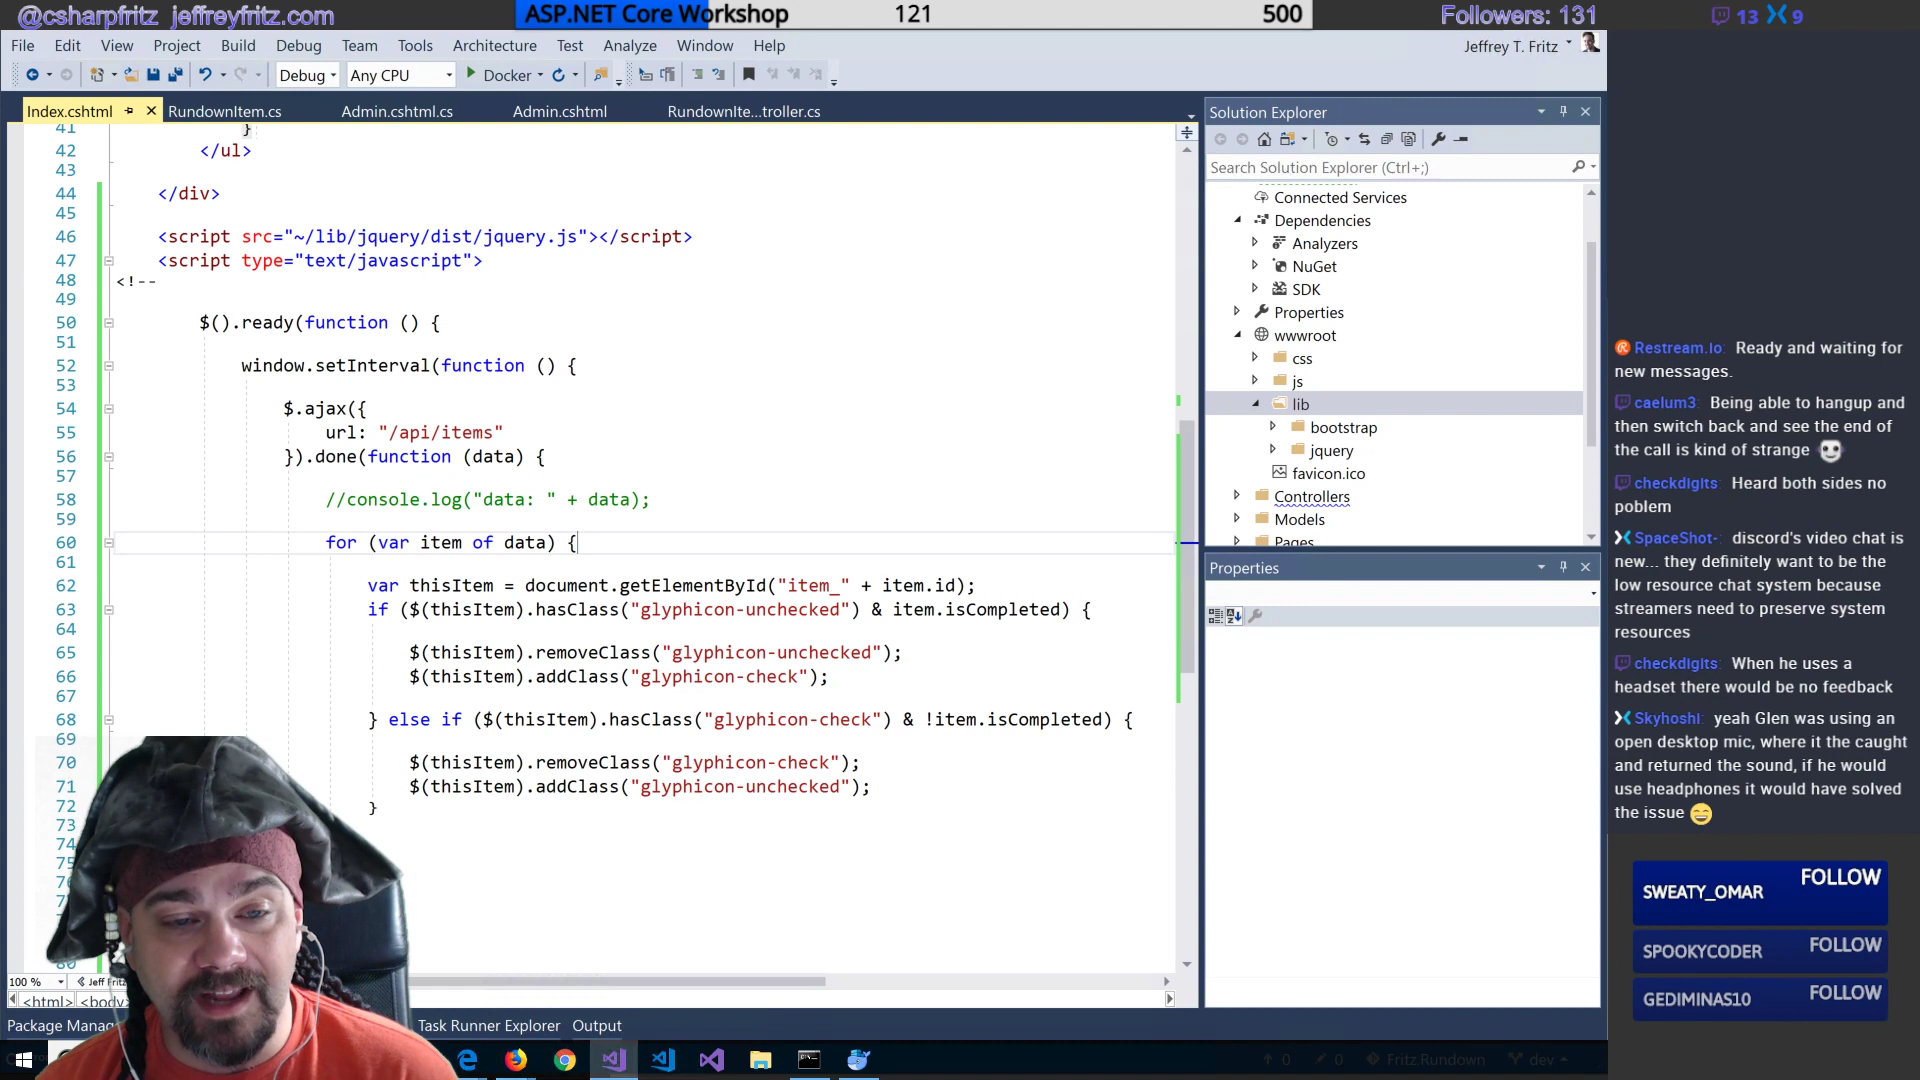 @csharpfritz jeffreyfritz.com
ASP.NET Core Workshop 121 500
Followers: 131
13 9
File Edit View Project Build Debug Team Tools Architecture Test Analyze Window Help
Jeffrey T. Fritz
Debug Any CPU Docker
Index.cshtml RundownItem.cs Admin.cshtml.cs Admin.cshtml RundownIte...troller.cs
41 }
42 </ul>
43
44 </div>
45
46 <script src="~/lib/jquery/dist/jquery.js"></script>
47 <script type="text/javascript">
48 <!--
49
50 $().ready(function () {
51
52 window.setInterval(function () {
53
54 $.ajax({
55 url: "/api/items"
56 }).done(function (data) {
57
58 //console.log("data: " + data);
59
60 for (var item of data) {
61
62 var thisItem = document.getElementById("item_" + item.id);
63 if ($(thisItem).hasClass("glyphicon-unchecked") & item.isCompleted) {
64
65 $(thisItem).removeClass("glyphicon-unchecked");
66 $(thisItem).addClass("glyphicon-check");
67
68 } else if ($(thisItem).hasClass("glyphicon-check") & !item.isCompleted) {
69
70 $(thisItem).removeClass("glyphicon-check");
71 $(thisItem).addClass("glyphicon-unchecked");
72 }
73
74
75
100 % Jeff Fritz
<html> <body>
Task Runner Explorer Output
Solution Explorer
Search Solution Explorer (Ctrl+;)
Connected Services
Dependencies
Analyzers
NuGet
SDK
Properties
wwwroot
css
js
lib
bootstrap
jquery
favicon.ico
Controllers
Models
Pages
Properties
Restream.Io: Ready and waiting for
new messages.
caelum3: Being able to hangup and
then switch back and see the end of
the call is kind of strange
checkdigits: Heard both sides no
poblem
SpaceShot-: discord's video chat is
new... they definitely want to be the
low resource chat system because
streamers need to preserve system
resources
checkdigits: When he uses a
headset there would be no feedback
Skyhoshi: yeah Glen was using an
open desktop mic, where it the caught
and returned the sound, if he would
use headphones it would have solved
the issue
SWEATY_OMAR FOLLOW
SPOOKYCODER FOLLOW
GEDIMINAS10 FOLLOW
0 0 Fritz.Rundown dev